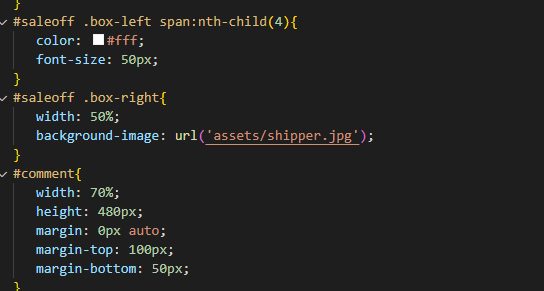 }
#saleoff .box-left span:nth-child(4){
color: #fff;
font-size: 50px;
}
#saleoff .box-right{
width: 50%;
background-image: url('assets/shipper.jpg');
}
#comment{
width: 70%;
height: 480px;
margin: 0px auto;
margin-top: 100px;
margin-bottom: 50px;
}